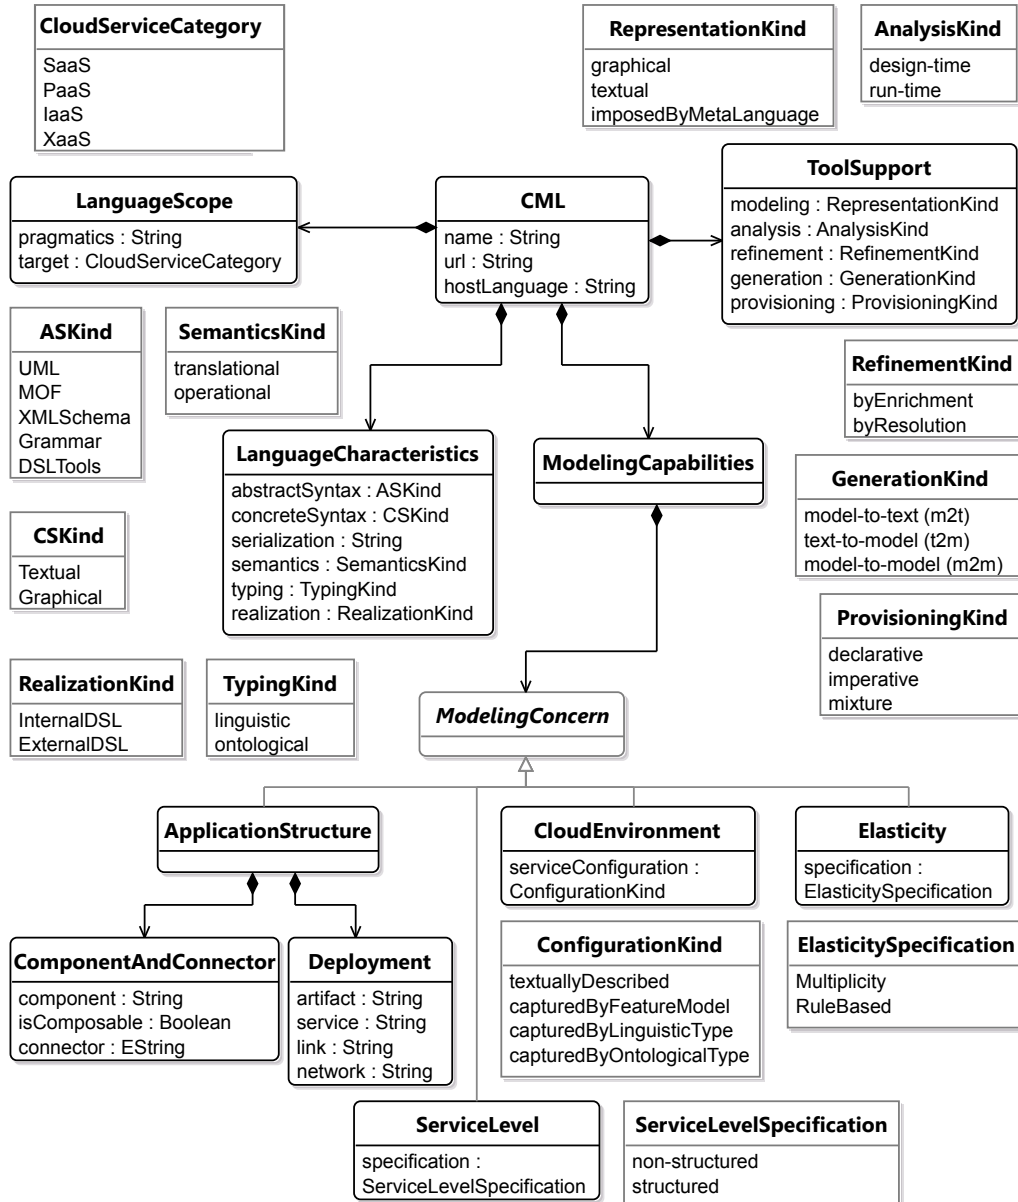 CloudServiceCategory
SaaS
PaaS
IaaS
XaaS
RepresentationKind
graphical
textual
imposedByMetaLanguage
AnalysisKind
design-time
run-time
LanguageScope
pragmatics : String
target : CloudServiceCategory
CML
name : String
url : String
hostLanguage : String
ToolSupport
modeling : RepresentationKind
analysis : AnalysisKind
refinement : RefinementKind
generation : GenerationKind
provisioning : ProvisioningKind
ASKind
UML
MOF
XMLSchema
Grammar
DSLTools
SemanticsKind
translational
operational
RefinementKind
byEnrichment
byResolution
LanguageCharacteristics
abstractSyntax : ASKind
concreteSyntax : CSKind
serialization : String
semantics : SemanticsKind
typing : TypingKind
realization : RealizationKind
ModelingCapabilities
GenerationKind
model-to-text (m2t)
text-to-model (t2m)
model-to-model (m2m)
CSKind
Textual
Graphical
ProvisioningKind
declarative
imperative
mixture
RealizationKind
InternalDSL
ExternalDSL
TypingKind
linguistic
ontological
ModelingConcern
ApplicationStructure
CloudEnvironment
serviceConfiguration :
ConfigurationKind
Elasticity
specification :
ElasticitySpecification
ComponentAndConnector
component : String
isComposable : Boolean
connector : EString
Deployment
artifact : String
service : String
link : String
network : String
ConfigurationKind
textuallyDescribed
capturedByFeatureModel
capturedByLinguisticType
capturedByOntologicalType
ElasticitySpecification
Multiplicity
RuleBased
ServiceLevel
specification :
ServiceLevelSpecification
ServiceLevelSpecification
non-structured
structured